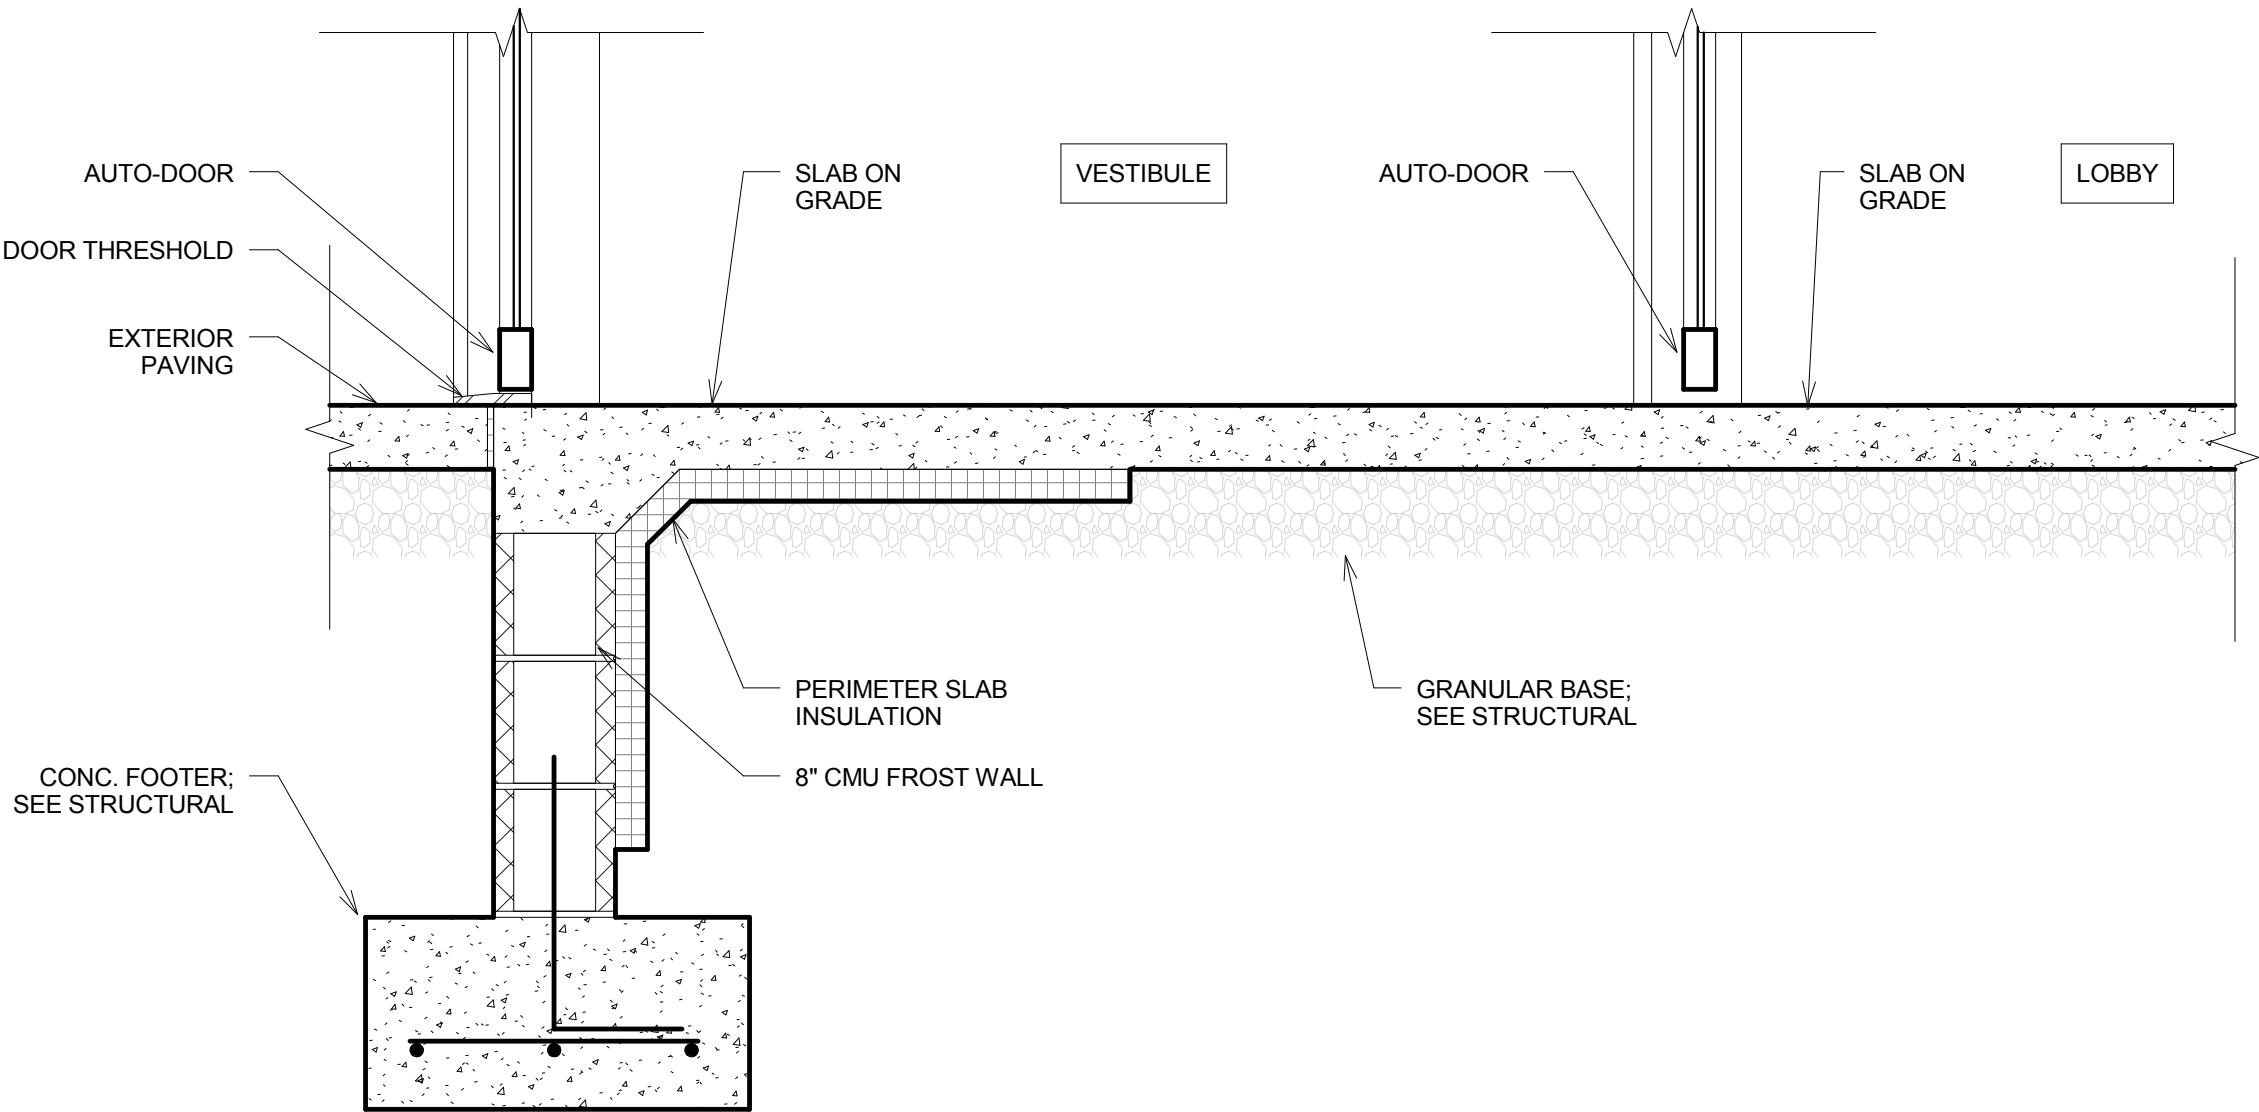 AUTO-DOOR
DOOR THRESHOLD
EXTERIOR
PAVING
SLAB ON
GRADE
VESTIBULE
AUTO-DOOR
SLAB ON
GRADE
LOBBY
PERIMETER SLAB
INSULATION
8" CMU FROST WALL
GRANULAR BASE;
SEE STRUCTURAL
CONC. FOOTER;
SEE STRUCTURAL